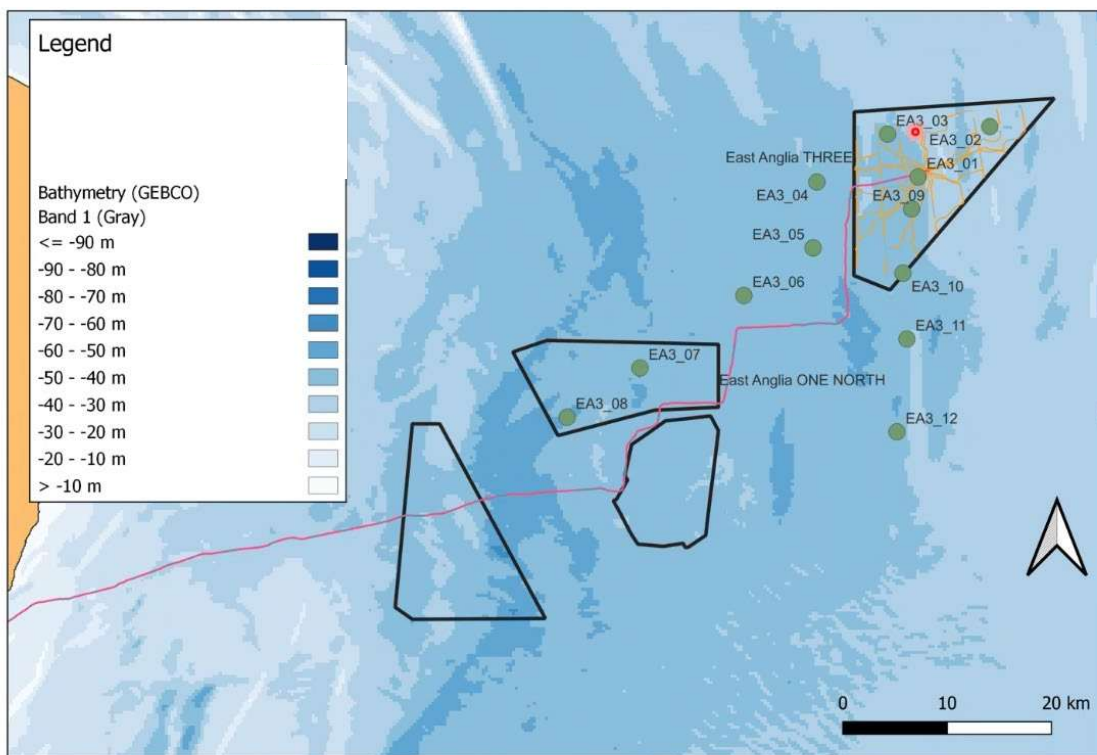 Legend
Bathymetry (GEBCO)
Band 1 (Gray)
<= -90 m
-90 - -80 m
-80 - -70 m
-70 - -60 m
-60 - -50 m
-50 - -40 m
-40 - -30 m
-30 - -20 m
-20 - -10 m
> -10 m
EA3_03
EA3_02
East Anglia THREE
EA3_01
EA3_04
EA3_09
EA3_05
EA3_06
EA3_10
EA3_11
EA3_07
East Anglia ONE NORTH
EA3_08
EA3_12
0 10 20 km